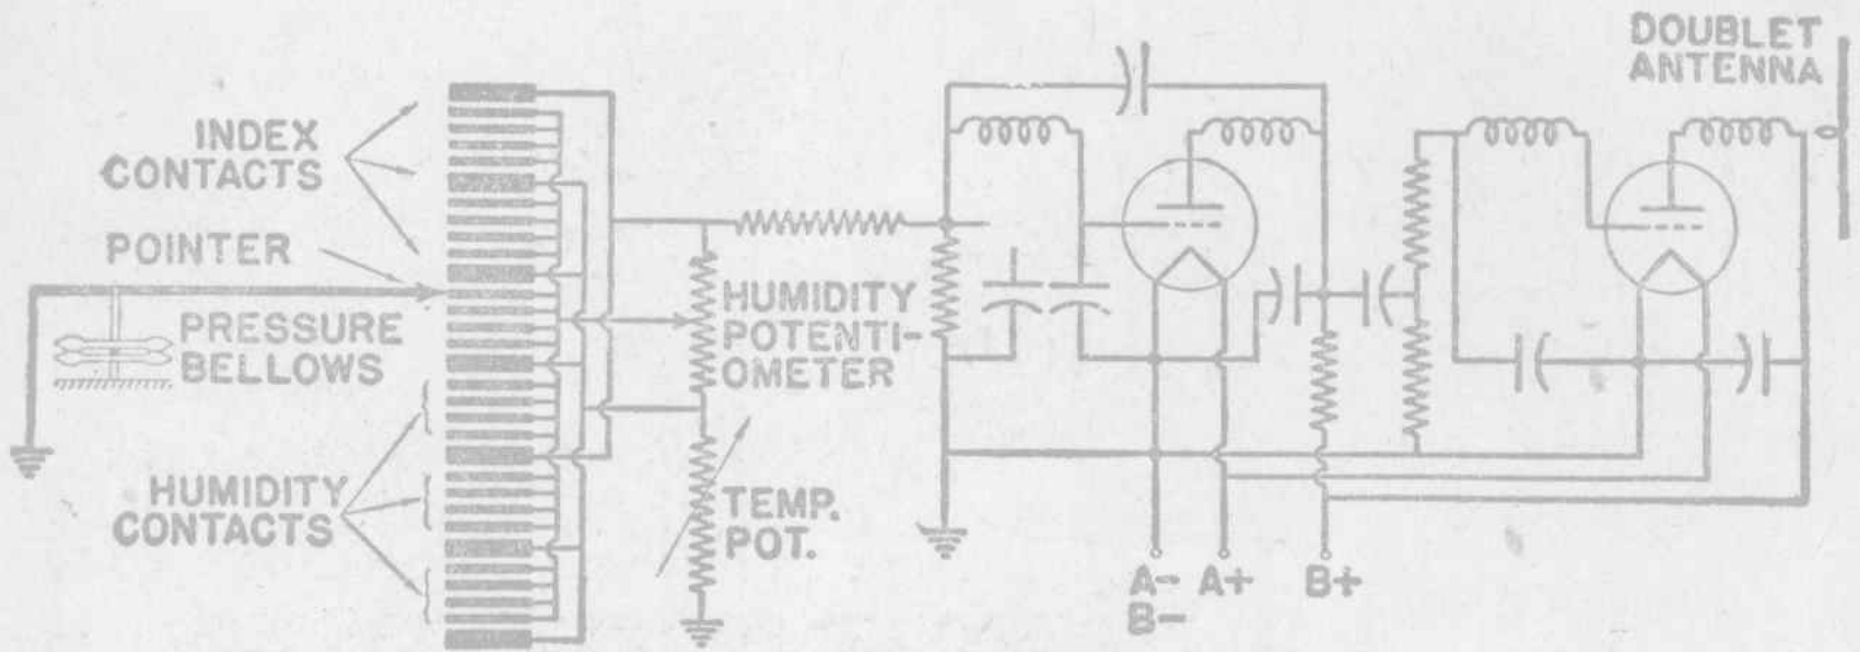 DOUBLET
ANTENNA
INDEX
CONTACTS
POINTER
PRESSURE
BELLOWS
HUMIDITY
POTENTI-
OMETER
HUMIDITY
CONTACTS
TEMP.
POT.
A- A+ B+
B-